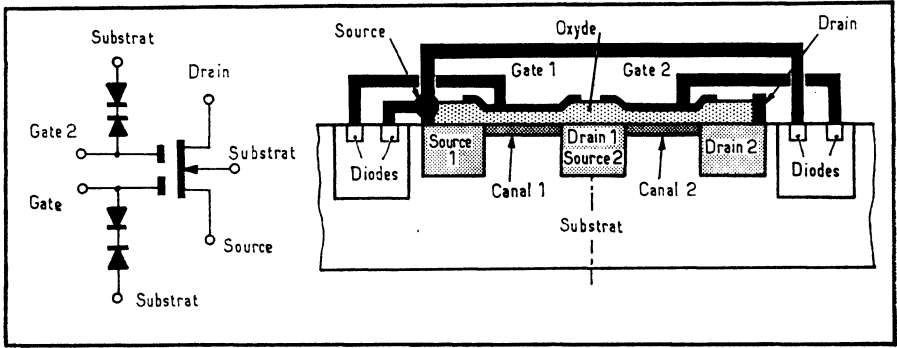 Substrat
Drain
Gate 2
Substrat
Gate
Source
Substrat
Source
Oxyde
Drain
Gate 1
Gate 2
Diodes
Source
1
Drain 1
Source 2
Drain 2
Diodes
Canal 1
Canal 2
Substrat